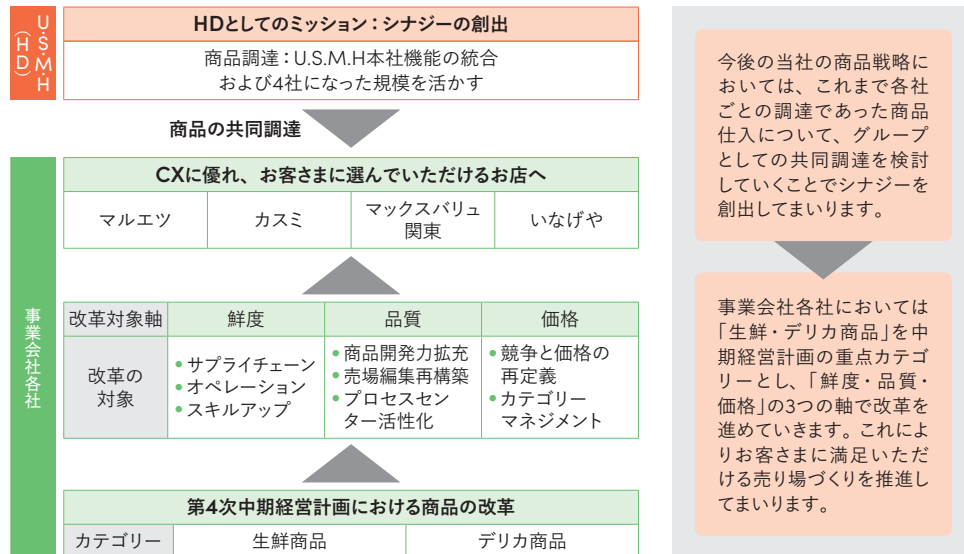 U.S.M.H
(HD)
HDとしてのミッション：シナジーの創出
商品調達：U.S.M.H本社機能の統合
および4社になった規模を活かす
商品の共同調達
事業会社各社
CXに優れ、お客さまに選んでいただけるお店へ
マルエツ
カスミ
マックスバリュ
関東
いなげや
改革対象軸
鮮度
品質
価格
改革の
対象
•サプライチェーン
•オペレーション
•スキルアップ
•商品開発力拡充
•売場編集再構築
•プロセスセン
ター活性化
•競争と価格の
再定義
•カテゴリー
マネジメント
第4次中期経営計画における商品の改革
カテゴリー
生鮮商品
デリカ商品
今後の当社の商品戦略に
おいては、これまで各社
ごとの調達であった商品
仕入について、グループ
としての共同調達を検討
していくことでシナジーを
創出してまいります。
事業会社各社においては
「生鮮・デリカ商品」を中
期経営計画の重点カテゴ
リーとし、「鮮度・品質・
価格」の3つの軸で改革を
進めていきます。これによ
りお客さまに満足いただ
ける売り場づくりを推進し
てまいります。